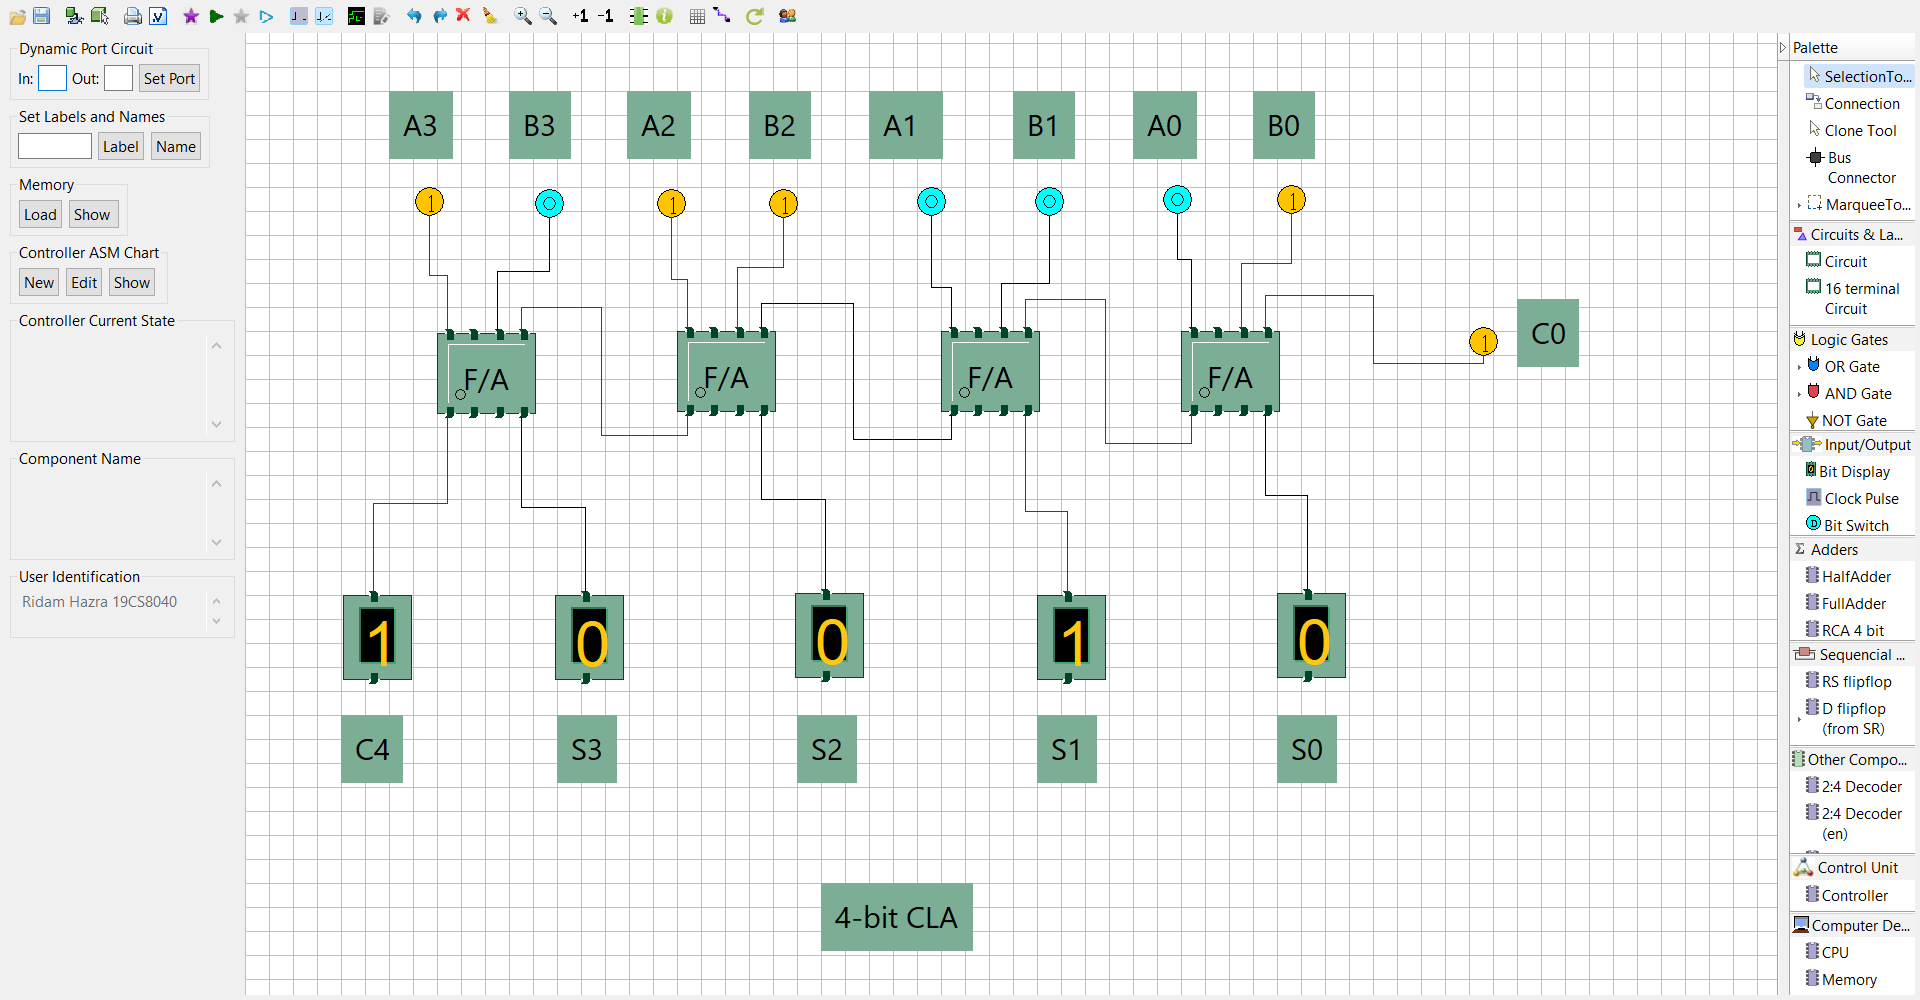 +1 -1
Dynamic Port Circuit
In: Out: Set Port
Set Labels and Names
Label Name
Memory
Load Show
Controller ASM Chart
New Edit Show
Controller Current State
Component Name
User Identification
Ridam Hazra 19CS8040
A3 B3 A2 B2 A1 B1 A0 B0
1 0 1 1 0 0 0 1
1 C0
F/A F/A F/A F/A
1 0 0 1 0
C4 S3 S2 S1 S0
4-bit CLA
Palette
SelectionTo...
Connection
Clone Tool
Bus
Connector
MarqueeTo...
Circuits & La...
Circuit
16 terminal
Circuit
Logic Gates
OR Gate
AND Gate
NOT Gate
Input/Output
Bit Display
Clock Pulse
D Bit Switch
Σ Adders
HalfAdder
FullAdder
RCA 4 bit
Sequencial ...
RS flipflop
D flipflop
(from SR)
Other Compo...
2:4 Decoder
2:4 Decoder
(en)
Control Unit
Controller
Computer De...
CPU
Memory